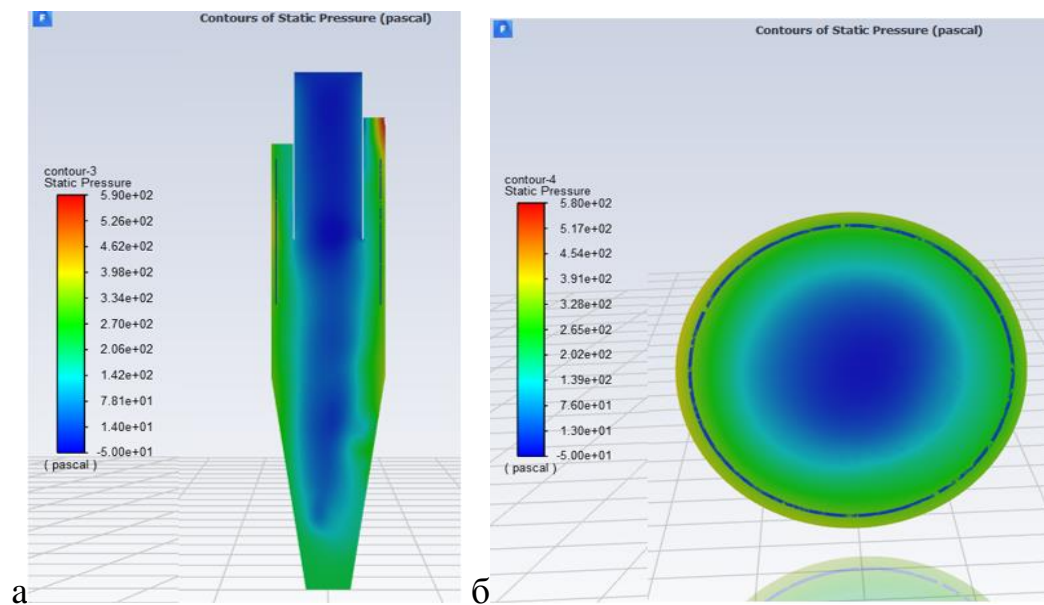 Contours of Static Pressure (pascal)
contour-3
Static Pressure
5.90e+02
5.26e+02
4.62e+02
3.98e+02
3.34e+02
2.70e+02
2.06e+02
1.42e+02
7.81e+01
1.40e+01
-5.00e+01
( pascal )
а
Contours of Static Pressure (pascal)
contour-4
Static Pressure
5.80e+02
5.17e+02
4.54e+02
3.91e+02
3.28e+02
2.65e+02
2.02e+02
1.39e+02
7.60e+01
1.30e+01
-5.00e+01
( pascal )
б